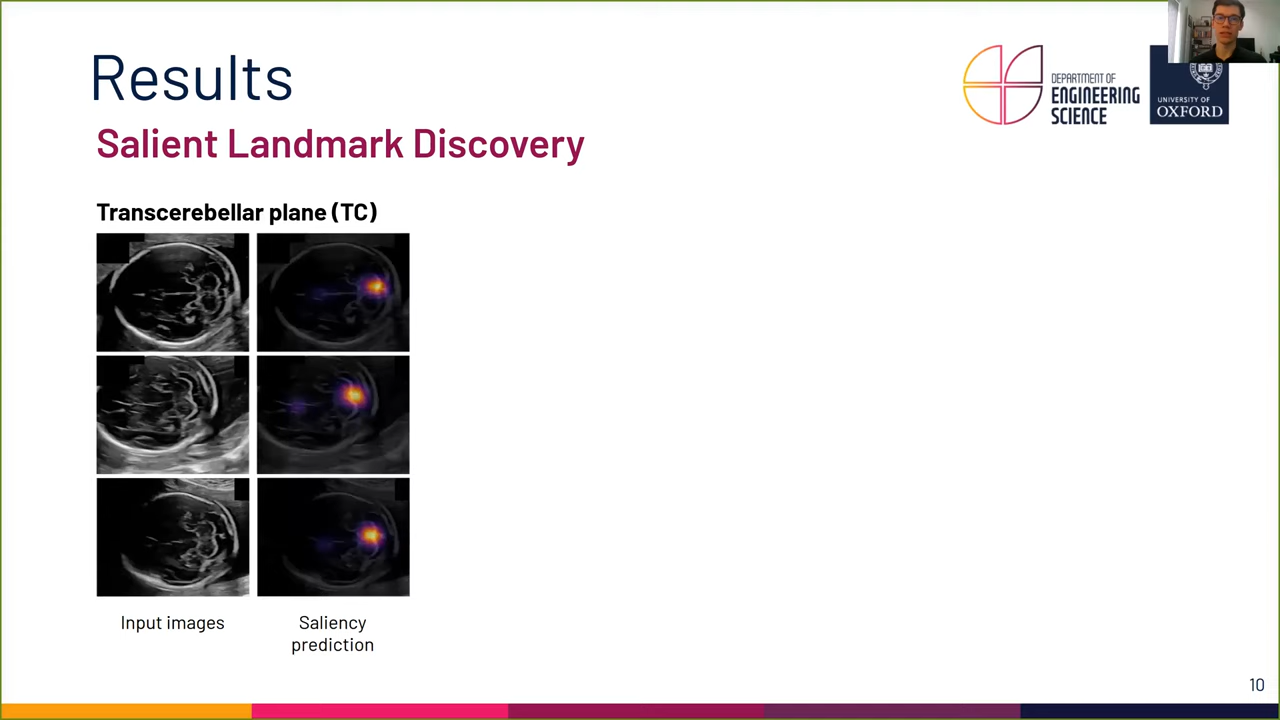 Results
Salient Landmark Discovery
DEPARTMENT OF
ENGINEERING
SCIENCE
UNIVERSITY OF
OXFORD
Transcerebellar plane (TC)
Input images
Saliency
prediction
10